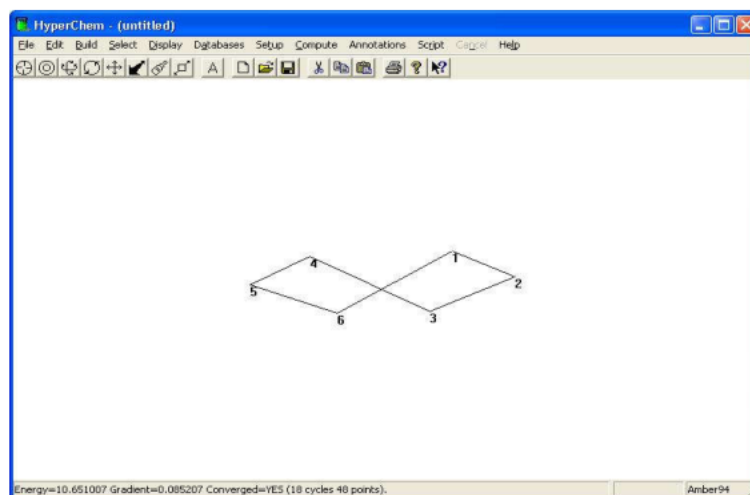 HyperChem - (untitled)
File Edit Build Select Display Databases Setup Compute Annotations Script Cancel Help
A
4
1
5
2
6
3
Energy=10.651007 Gradient=0.085207 Converged=YES (18 cycles 48 points).
Amber94